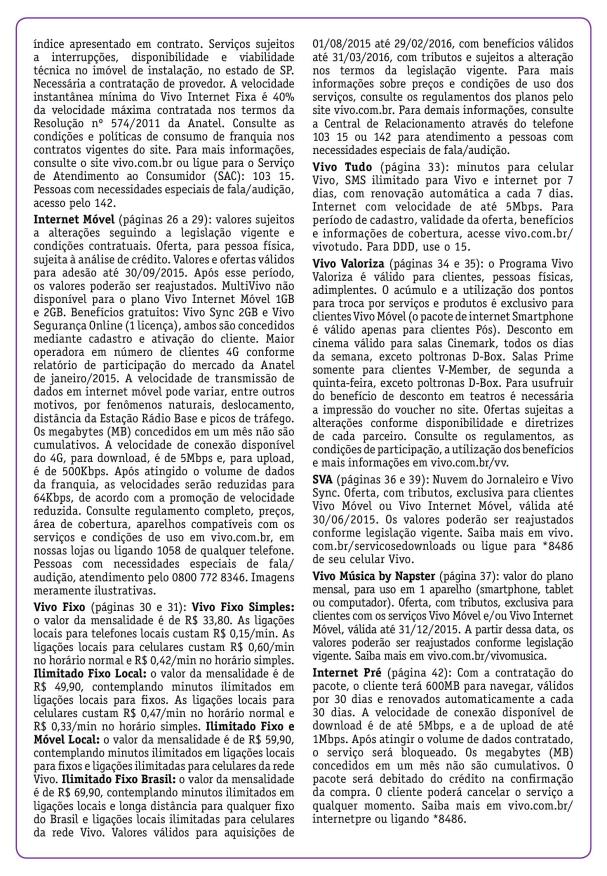 índice apresentado em contrato. Serviços sujeitos
a interrupções, disponibilidade e viabilidade
técnica no imóvel de instalação, no estado de SP.
Necessária a contratação de provedor. A velocidade
instantânea mínima do Vivo Internet Fixa é 40%
da velocidade máxima contratada nos termos da
Resolução nº 574/2011 da Anatel. Consulte as
condições e políticas de consumo de franquia nos
contratos vigentes do site. Para mais informações,
consulte o site vivo.com.br ou ligue para o Serviço
de Atendimento ao Consumidor (SAC): 103 15.
Pessoas com necessidades especiais de fala/audição,
acesso pelo 142.
Internet Móvel (páginas 26 a 29): valores sujeitos
a alterações seguindo a legislação vigente e
condições contratuais. Oferta, para pessoa física,
sujeita à análise de crédito. Valores e ofertas válidos
para adesão até 30/09/2015. Após esse período,
os valores poderão ser reajustados. MultiVivo não
disponível para o plano Vivo Internet Móvel 1GB
e 2GB. Benefícios gratuitos: Vivo Sync 2GB e Vivo
Segurança Online (1 licença), ambos são concedidos
mediante cadastro e ativação do cliente. Maior
operadora em número de clientes 4G conforme
relatório de participação do mercado da Anatel
de janeiro/2015. A velocidade de transmissão de
dados em internet móvel pode variar, entre outros
motivos, por fenômenos naturais, deslocamento,
distância da Estação Rádio Base e picos de tráfego.
Os megabytes (MB) concedidos em um mês não são
cumulativos. A velocidade de conexão disponível
do 4G, para download, é de 5Mbps e, para upload,
é de 500Kbps. Após atingido o volume de dados
da franquia, as velocidades serão reduzidas para
64Kbps, de acordo com a promoção de velocidade
reduzida. Consulte regulamento completo, preços,
área de cobertura, aparelhos compatíveis com os
serviços e condições de uso em vivo.com.br, em
nossas lojas ou ligando 1058 de qualquer telefone.
Pessoas com necessidades especiais de fala/
audição, atendimento pelo 0800 772 8346. Imagens
meramente ilustrativas.
Vivo Fixo (páginas 30 e 31): Vivo Fixo Simples:
o valor da mensalidade é de R$ 33,80. As ligações
locais para telefones locais custam R$ 0,15/min. As
ligações locais para celulares custam R$ 0,60/min
no horário normal e R$ 0,42/min no horário simples.
Ilimitado Fixo Local: o valor da mensalidade é de
R$ 49,90, contemplando minutos ilimitados em
ligações locais para fixos. As ligações locais para
celulares custam R$ 0,47/min no horário normal e
R$ 0,33/min no horário simples. Ilimitado Fixo e
Móvel Local: o valor da mensalidade é de R$ 59,90,
contemplando minutos ilimitados em ligações locais
para fixos e ligações ilimitadas para celulares da rede
Vivo. Ilimitado Fixo Brasil: o valor da mensalidade
é de R$ 69,90, contemplando minutos ilimitados em
ligações locais e longa distância para qualquer fixo
do Brasil e ligações locais ilimitadas para celulares
da rede Vivo. Valores válidos para aquisições de
01/08/2015 até 29/02/2016, com benefícios válidos
até 31/03/2016, com tributos e sujeitos a alteração
nos termos da legislação vigente. Para mais
informações sobre preços e condições de uso dos
serviços, consulte os regulamentos dos planos pelo
site vivo.com.br. Para demais informações, consulte
a Central de Relacionamento através do telefone
103 15 ou 142 para atendimento a pessoas com
necessidades especiais de fala/audição.
Vivo Tudo (página 33): minutos para celular
Vivo, SMS ilimitado para Vivo e internet por 7
dias, com renovação automática a cada 7 dias.
Internet com velocidade de até 5Mbps. Para
período de cadastro, validade da oferta, benefícios
e informações de cobertura, acesse vivo.com.br/
vivotudo. Para DDD, use o 15.
Vivo Valoriza (páginas 34 e 35): o Programa Vivo
Valoriza é válido para clientes, pessoas físicas,
adimplentes. O acúmulo e a utilização dos pontos
para troca por serviços e produtos é exclusivo para
clientes Vivo Móvel (o pacote de internet Smartphone
é válido apenas para clientes Pós). Desconto em
cinema válido para salas Cinemark, todos os dias
da semana, exceto poltronas D-Box. Salas Prime
somente para clientes V-Member, de segunda a
quinta-feira, exceto poltronas D-Box. Para usufruir
do benefício de desconto em teatros é necessária
a impressão do voucher no site. Ofertas sujeitas a
alterações conforme disponibilidade e diretrizes
de cada parceiro. Consulte os regulamentos, as
condições de participação, a utilização dos benefícios
e mais informações em vivo.com.br/vv.
SVA (páginas 36 e 39): Nuvem do Jornaleiro e Vivo
Sync. Oferta, com tributos, exclusiva para clientes
Vivo Móvel ou Vivo Internet Móvel, válida até
30/06/2015. Os valores poderão ser reajustados
conforme legislação vigente. Saiba mais em vivo.
com.br/servicosedownloads ou ligue para *8486
de seu celular Vivo.
Vivo Música by Napster (página 37): valor do plano
mensal, para uso em 1 aparelho (smartphone, tablet
ou computador). Oferta, com tributos, exclusiva para
clientes com os serviços Vivo Móvel e/ou Vivo Internet
Móvel, válida até 31/12/2015. A partir dessa data, os
valores poderão ser reajustados conforme legislação
vigente. Saiba mais em vivo.com.br/vivomusica.
Internet Pré (página 42): Com a contratação do
pacote, o cliente terá 600MB para navegar, válidos
por 30 dias e renovados automaticamente a cada
30 dias. A velocidade de conexão disponível de
download é de até 5Mbps, e a de upload de até
1Mbps. Após atingir o volume de dados contratado,
o serviço será bloqueado. Os megabytes (MB)
concedidos em um mês não são cumulativos. O
pacote será debitado do crédito na confirmação
da compra. O cliente poderá cancelar o serviço a
qualquer momento. Saiba mais em vivo.com.br/
internetpre ou ligando *8486.